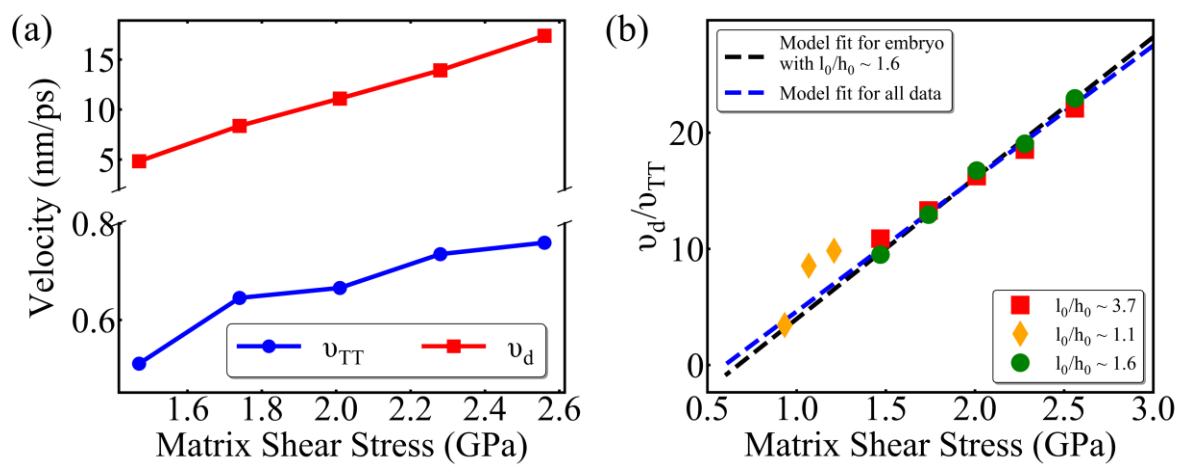 (a)
Velocity (nm/ps)
15
10
5
0.8
0.6
υTT
υd
1.6 1.8 2.0 2.2 2.4 2.6
Matrix Shear Stress (GPa)
(b)
υd/υTT
20
10
0
Model fit for embryo
with l0/h0 ~ 1.6
Model fit for all data
l0/h0 ~ 3.7
l0/h0 ~ 1.1
l0/h0 ~ 1.6
0.5 1.0 1.5 2.0 2.5 3.0
Matrix Shear Stress (GPa)